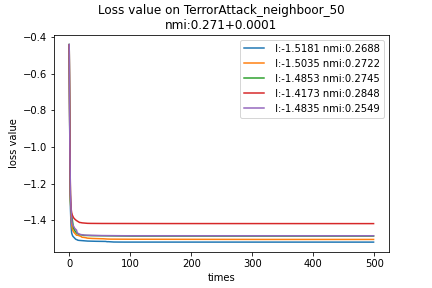 Loss value on TerrorAttack_neighboor_50
nmi:0.271+0.0001
l:-1.5181 nmi:0.2688
l:-1.5035 nmi:0.2722
l:-1.4853 nmi:0.2745
l:-1.4173 nmi:0.2848
l:-1.4835 nmi:0.2549
loss value
−0.4
−0.6
−0.8
−1.0
−1.2
−1.4
0 100 200 300 400 500
times